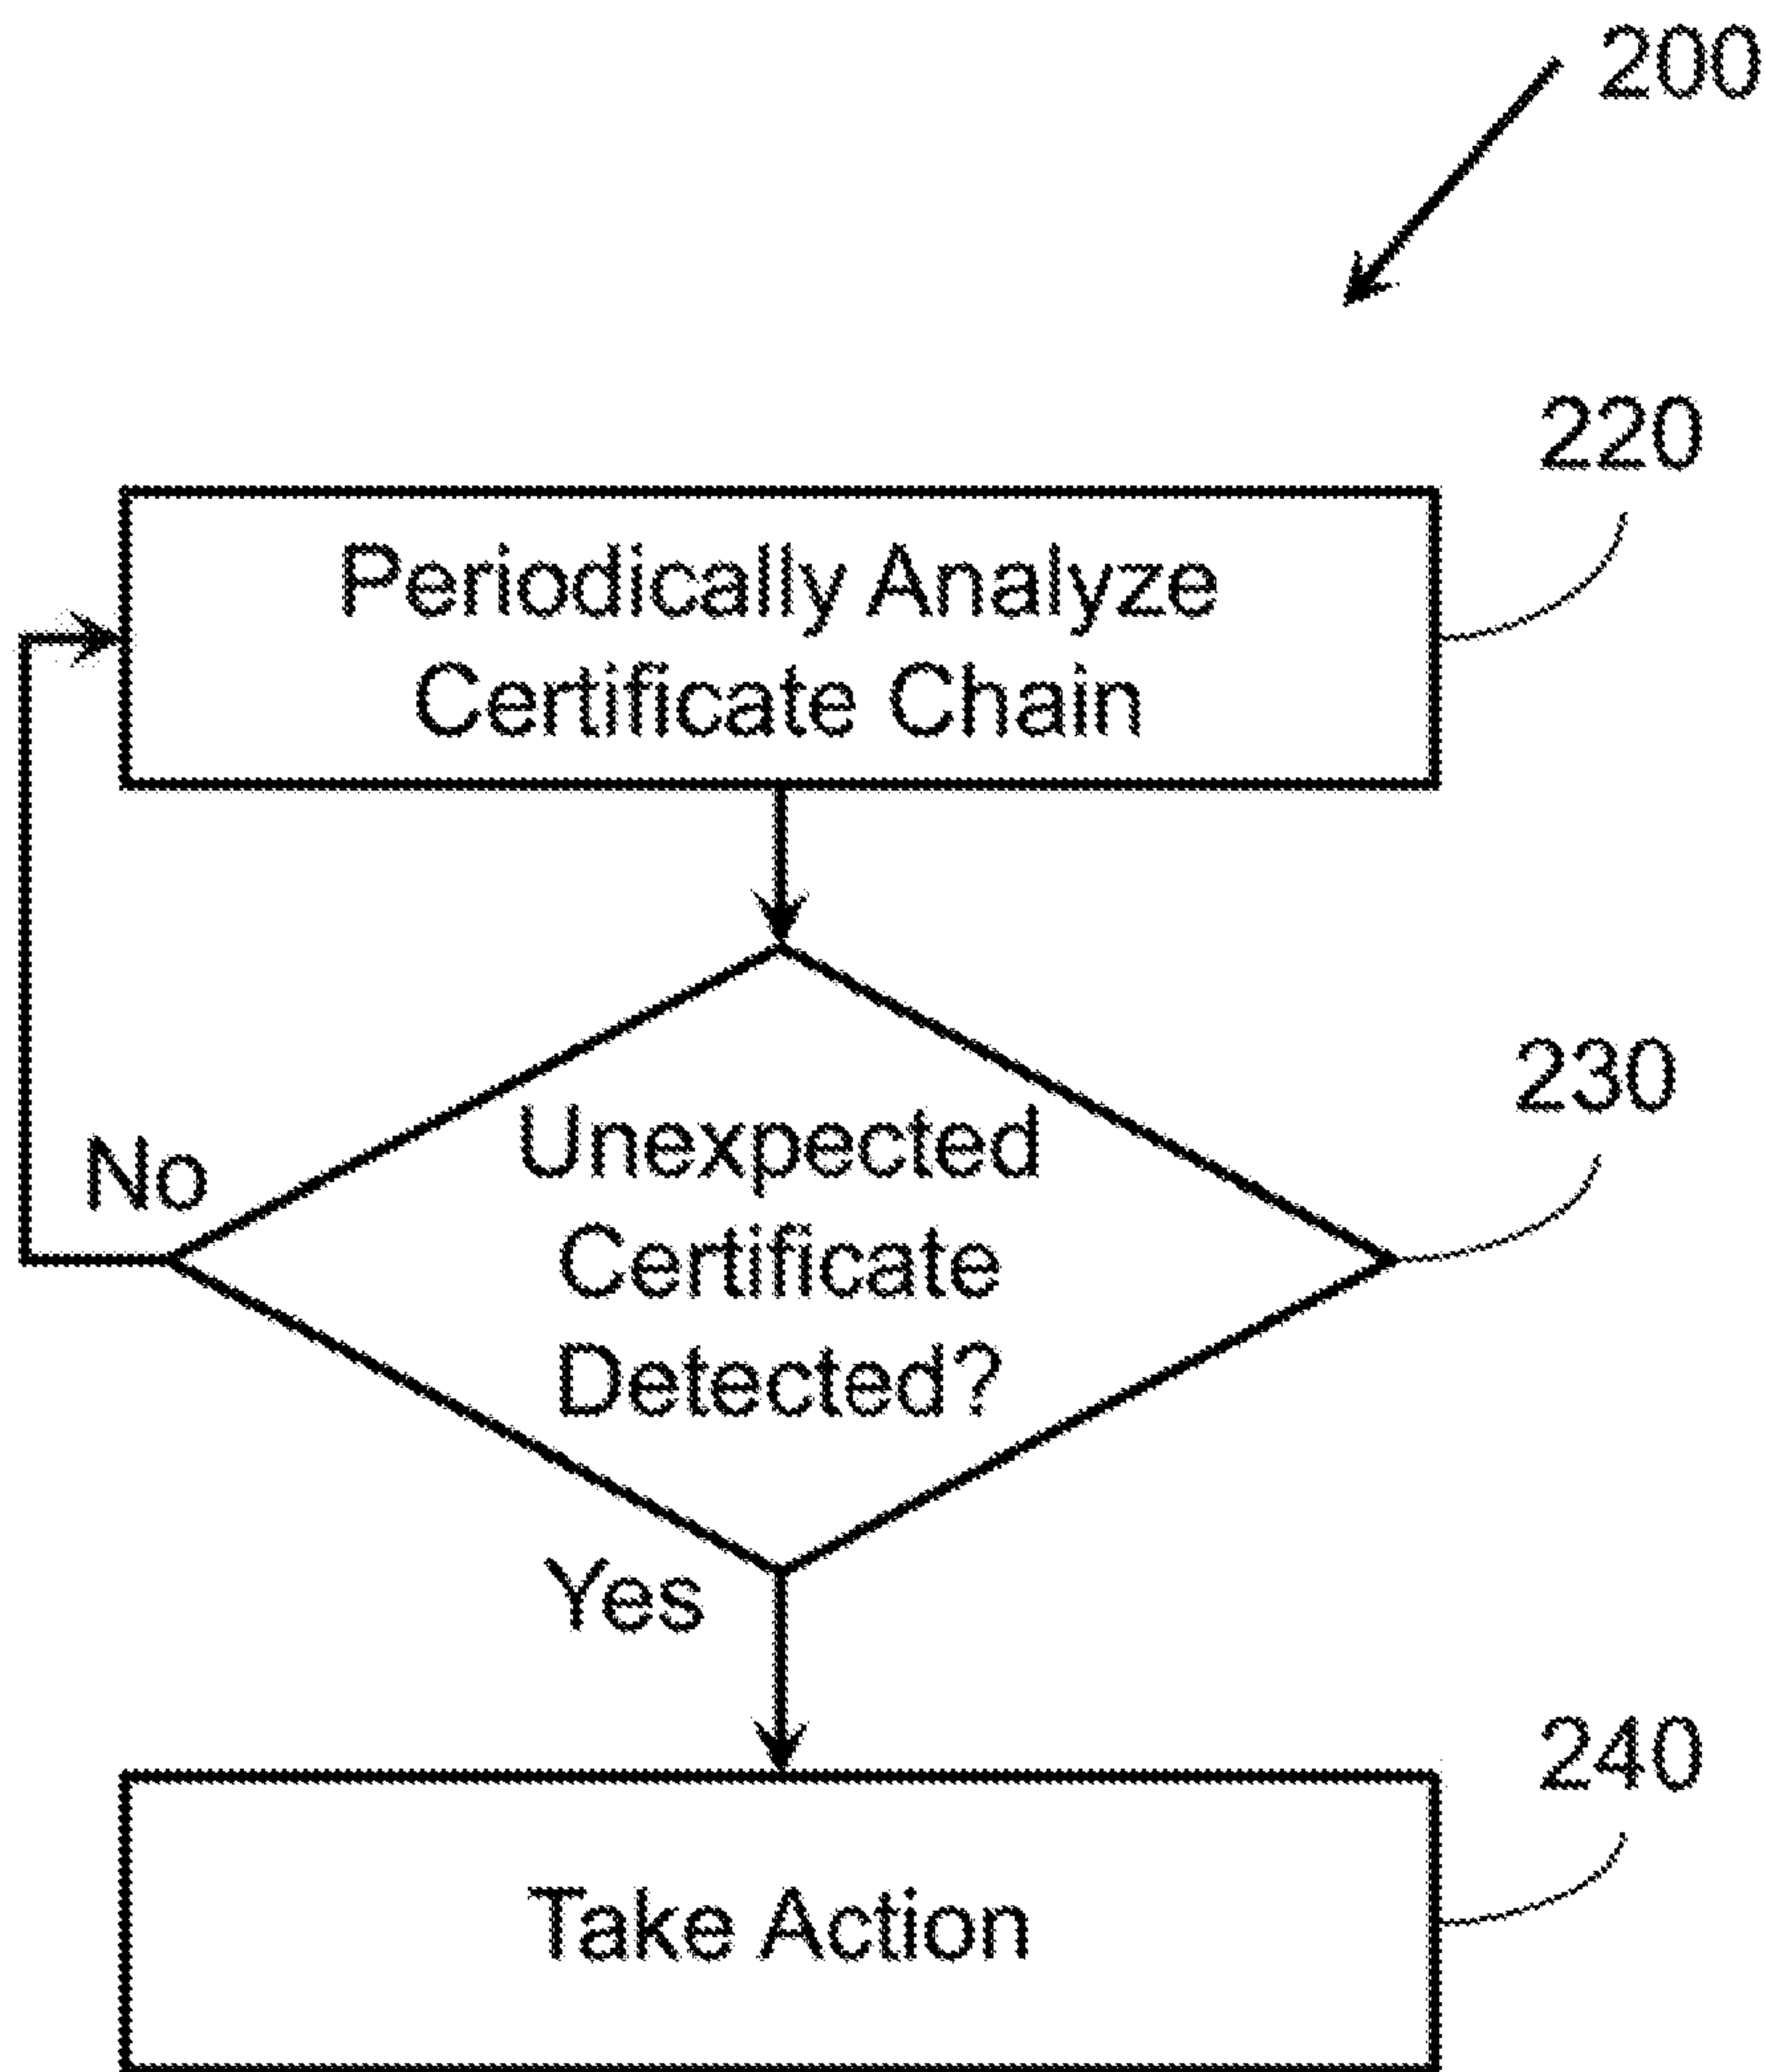 200
220
Periodically Analyze
Certificate Chain
230
No
Unexpected
Certificate
Detected?
Yes
240
Take Action